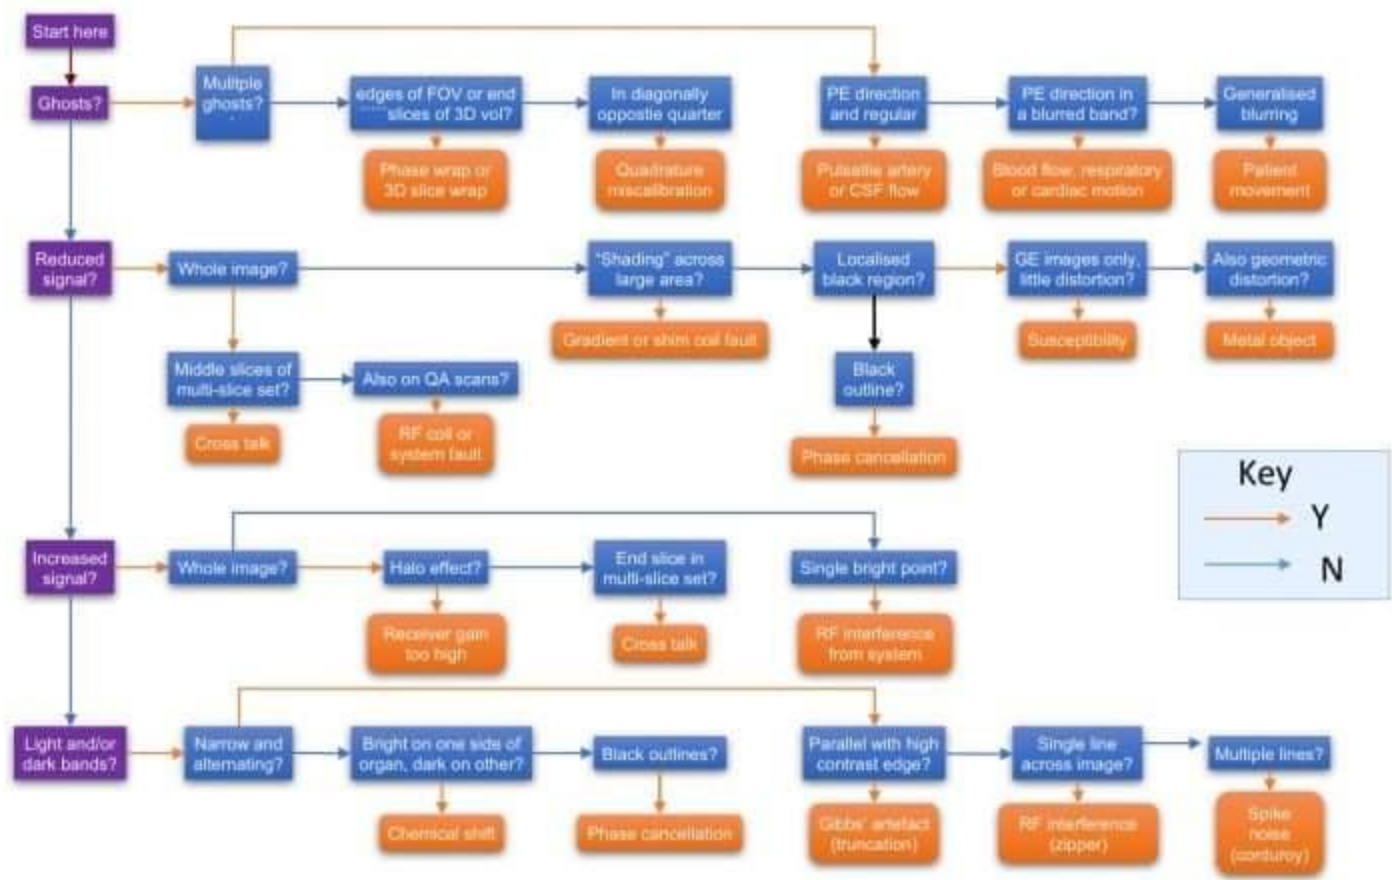 Start here
Ghosts?
Mulitple
ghosts?
edges of FOV or end
slices of 3D vol?
In diagonally
oppostie quarter
PE direction
and regular
PE direction in
a blurred band?
Generalised
blurring
Phase wrap or
3D slice wrap
Quadrature
miscalibration
Pulsatile artery
or CSF flow
Blood flow, respiratory
or cardiac motion
Patient
movement
Reduced
signal?
Whole image?
"Shading" across
large area?
Localised
black region?
GE images only,
little distortion?
Also geometric
distortion?
Gradient or shim coil fault
Susceptibility
Metal object
Middle slices of
multi-slice set?
Also on QA scans?
Black
outline?
Cross talk
RF coil or
system fault
Phase cancellation
Key
Y
N
Increased
signal?
Whole image?
Halo effect?
End slice in
multi-slice set?
Single bright point?
Receiver gain
too high
Cross talk
RF interference
from system
Light and/or
dark bands?
Narrow and
alternating?
Bright on one side of
organ, dark on other?
Black outlines?
Parallel with high
contrast edge?
Single line
across image?
Multiple lines?
Chemical shift
Phase cancellation
Gibbs' artefact
(truncation)
RF interference
(zipper)
Spike
noise
(corduroy)